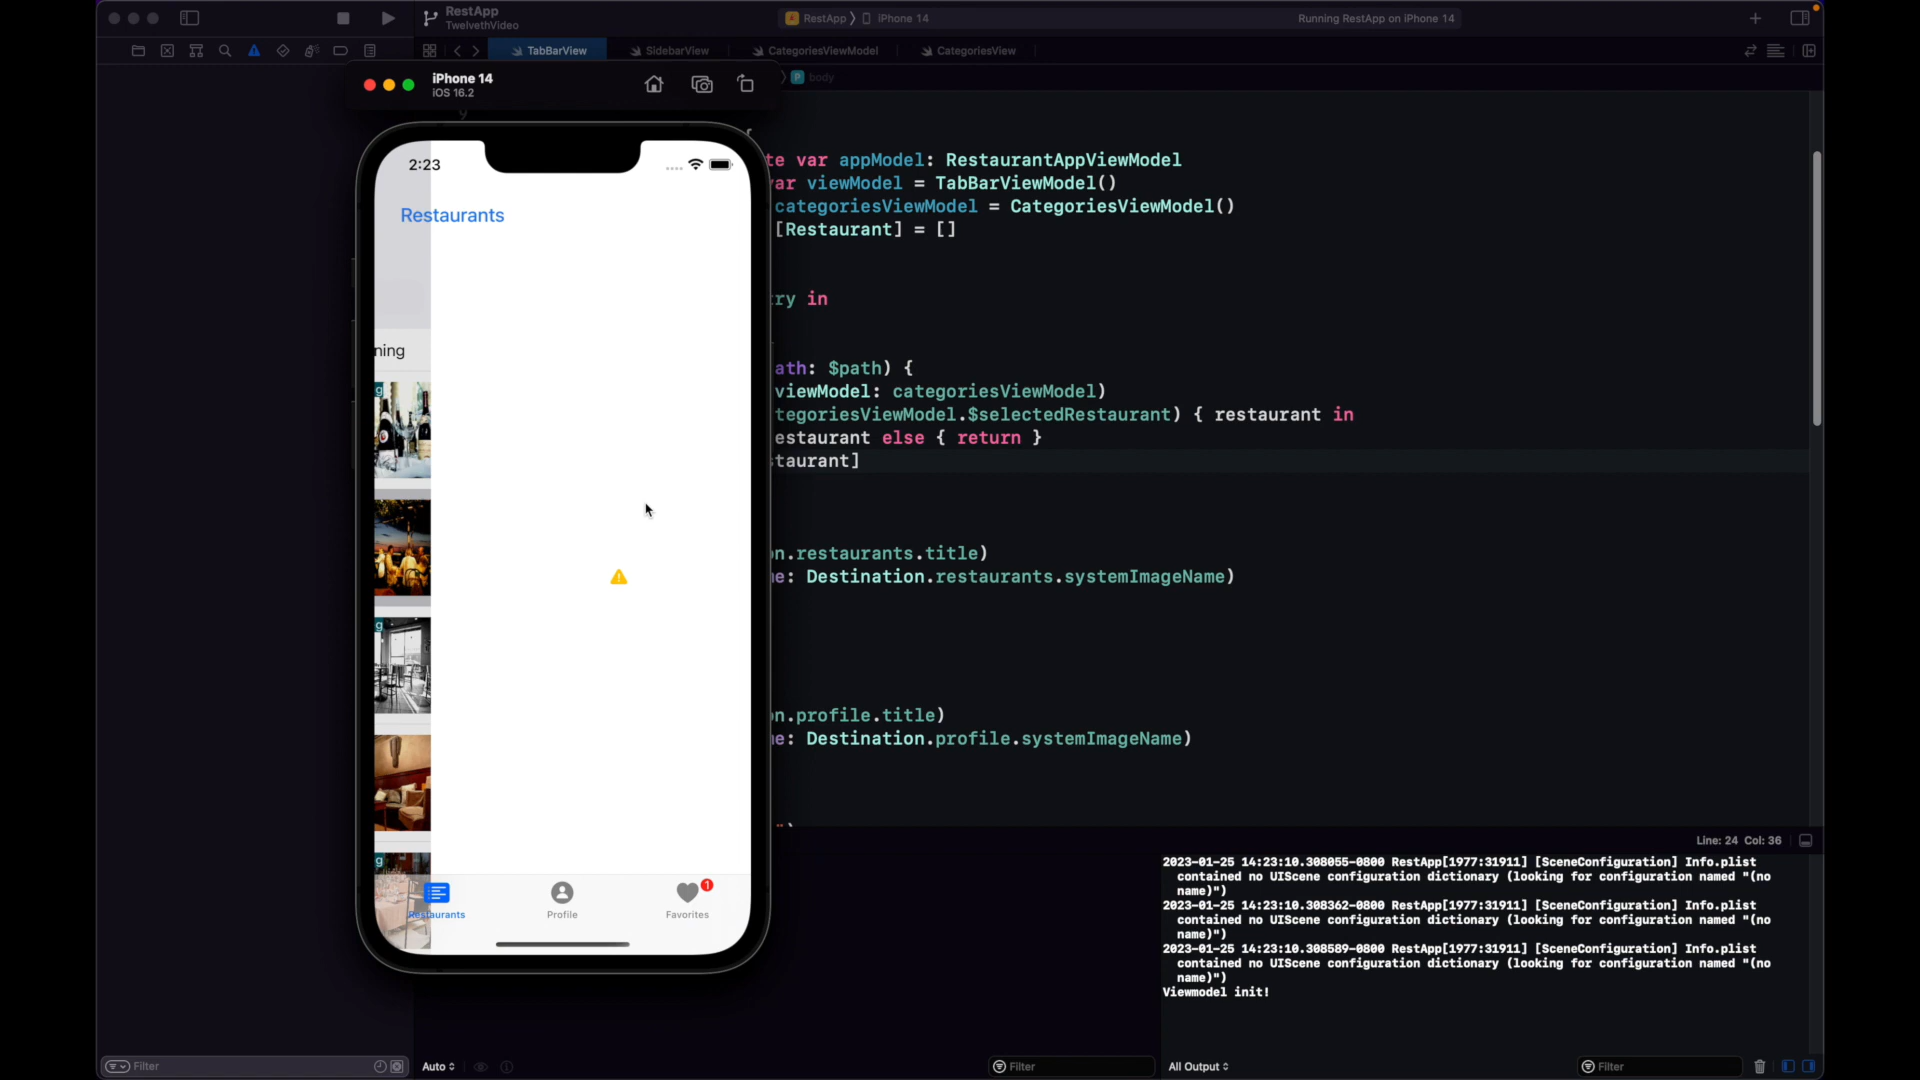 RestApp
TwelvethVideo
RestApp
iPhone 14
Running RestApp on iPhone 14
TabBarView
SidebarView
CategoriesViewModel
CategoriesView
body
iPhone 14
iOS 16.2
9
2:23
Restaurants
ning
g
g
g
Restaurants
Profile
Favorites
1
{
te var appModel: RestaurantAppViewModel
ar viewModel = TabBarViewModel()
categoriesViewModel = CategoriesViewModel()
[Restaurant] = []
ry in
ath: $path) {
viewModel: categoriesViewModel)
tegoriesViewModel.$selectedRestaurant) { restaurant in
estaurant else { return }
staurant]
n.restaurants.title)
e: Destination.restaurants.systemImageName)
n.profile.title)
e: Destination.profile.systemImageName)
Line: 24 Col: 36
2023-01-25 14:23:10.308055-0800 RestApp[1977:31911] [SceneConfiguration] Info.plist
contained no UIScene configuration dictionary (looking for configuration named "(no
name)")
2023-01-25 14:23:10.308362-0800 RestApp[1977:31911] [SceneConfiguration] Info.plist
contained no UIScene configuration dictionary (looking for configuration named "(no
name)")
2023-01-25 14:23:10.308589-0800 RestApp[1977:31911] [SceneConfiguration] Info.plist
contained no UIScene configuration dictionary (looking for configuration named "(no
name)")
Viewmodel init!
Filter
Auto
Filter
All Output
Filter